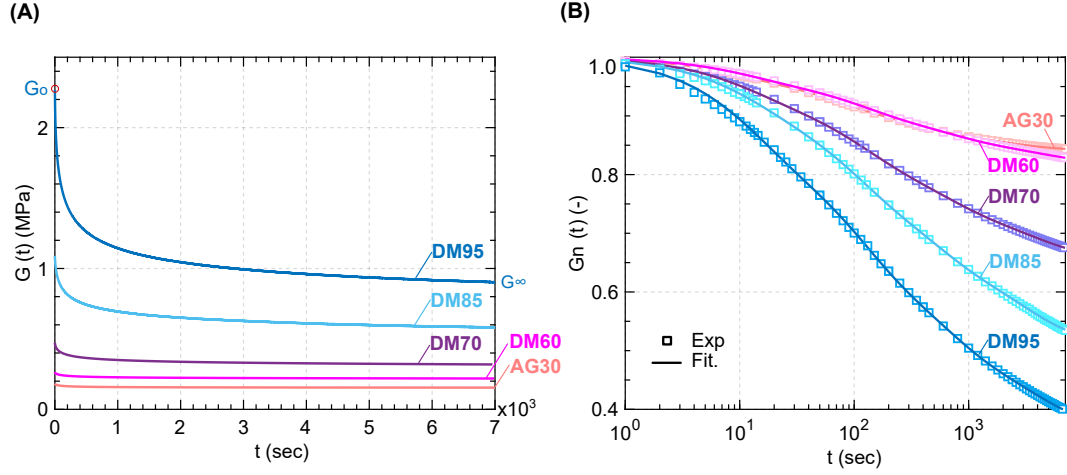 (A)
G₀
2
1
0
G (t) (MPa)
DM95
G∞
DM85
DM70
DM60
AG30
x10³
0 1 2 3 4 5 6 7
t (sec)
(B)
1.0
0.8
0.6
0.4
Gn (t) (-)
AG30
DM60
DM70
DM85
DM95
Exp
Fit.
10⁰ 10¹ 10² 10³
t (sec)